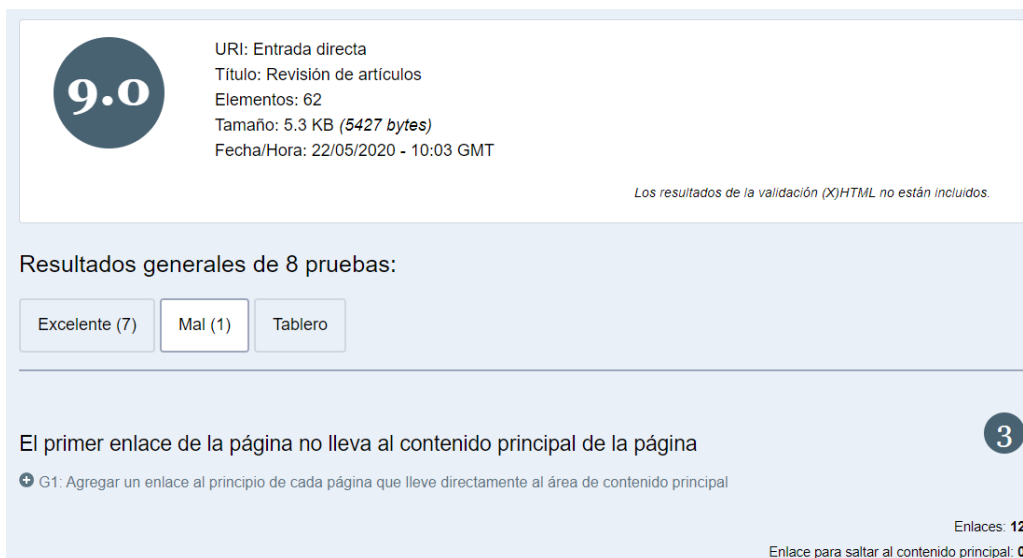 9.0
URI: Entrada directa
Título: Revisión de artículos
Elementos: 62
Tamaño: 5.3 KB (5427 bytes)
Fecha/Hora: 22/05/2020 - 10:03 GMT
Los resultados de la validación (X)HTML no están incluidos.
Resultados generales de 8 pruebas:
Excelente (7) Mal (1) Tablero
El primer enlace de la página no lleva al contenido principal de la página 3
G1: Agregar un enlace al principio de cada página que lleve directamente al área de contenido principal
Enlaces: 12
Enlace para saltar al contenido principal: 0